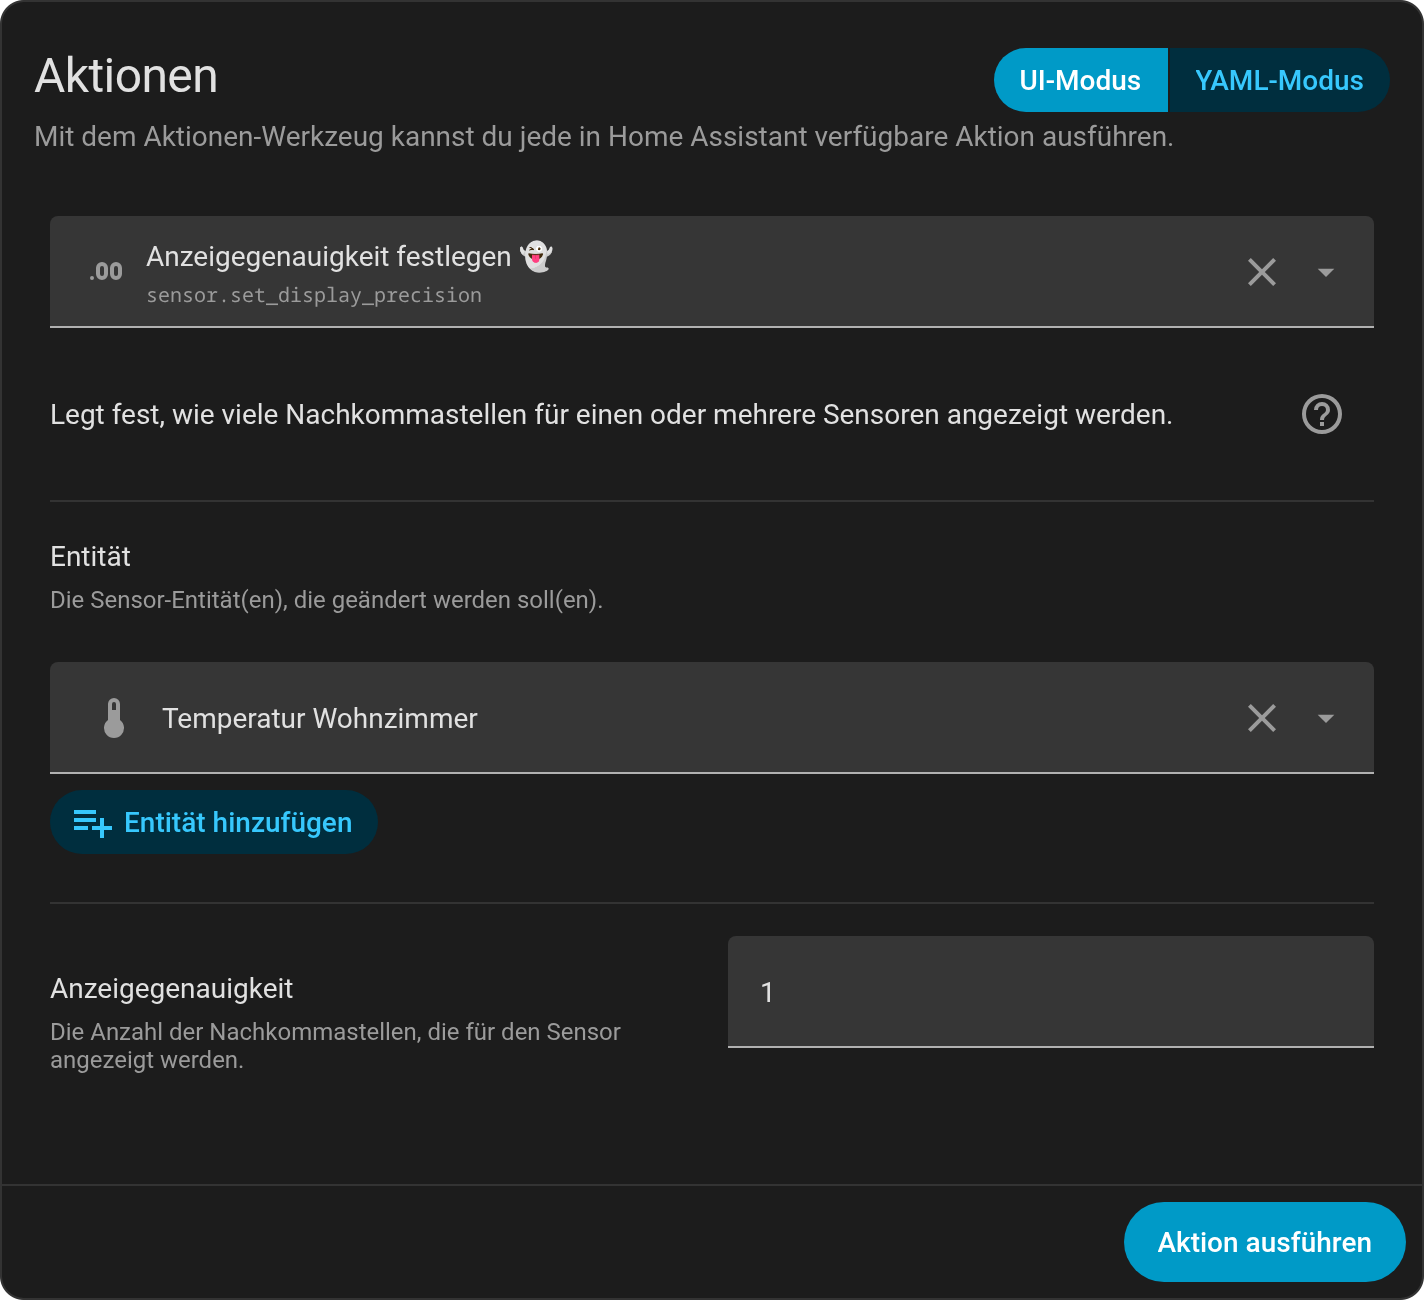 Aktionen
UI-Modus
YAML-Modus
Mit dem Aktionen-Werkzeug kannst du jede in Home Assistant verfügbare Aktion ausführen.
.00
Anzeigegenauigkeit festlegen 👻
sensor.set_display_precision
Legt fest, wie viele Nachkommastellen für einen oder mehrere Sensoren angezeigt werden.
Entität
Die Sensor-Entität(en), die geändert werden soll(en).
Temperatur Wohnzimmer
Entität hinzufügen
Anzeigegenauigkeit
Die Anzahl der Nachkommastellen, die für den Sensor
angezeigt werden.
1
Aktion ausführen